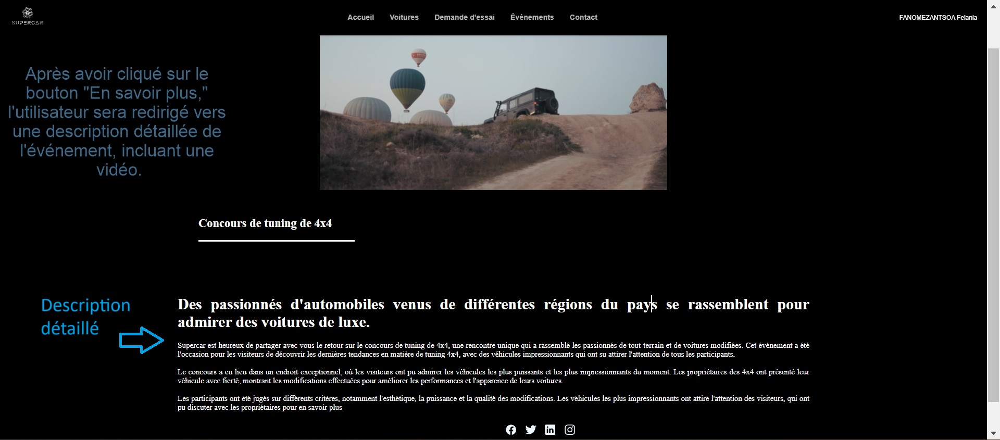 SUPERCAR
Accueil Voitures Demande d'essai Évènements Contact
FANOMEZANTSOA Felania
Après avoir cliqué sur le
bouton "En savoir plus,"
l'utilisateur sera redirigé vers
une description détaillée de
l'événement, incluant une
vidéo.
Concours de tuning de 4x4
Description
détaillé
Des passionnés d'automobiles venus de différentes régions du pays se rassemblent pour
admirer des voitures de luxe.
Supercar est heureux de partager avec vous le retour sur le concours de tuning de 4x4, une rencontre unique qui a rassemblé les passionnés de tout-terrain et de voitures modifiées. Cet événement a été
l'occasion pour les visiteurs de découvrir les dernières tendances en matière de tuning 4x4, avec des véhicules impressionnants qui ont su attirer l'attention de tous les participants.
Le concours a eu lieu dans un endroit exceptionnel, où les visiteurs ont pu admirer les véhicules les plus puissants et les plus impressionnants du moment. Les propriétaires des 4x4 ont présenté leur
véhicule avec fierté, montrant les modifications effectuées pour améliorer les performances et l'apparence de leurs voitures.
Les participants ont été jugés sur différents critères, notamment l'esthétique, la puissance et la qualité des modifications. Les véhicules les plus impressionnants ont attiré l'attention des visiteurs, qui ont
pu discuter avec les propriétaires pour en savoir plus